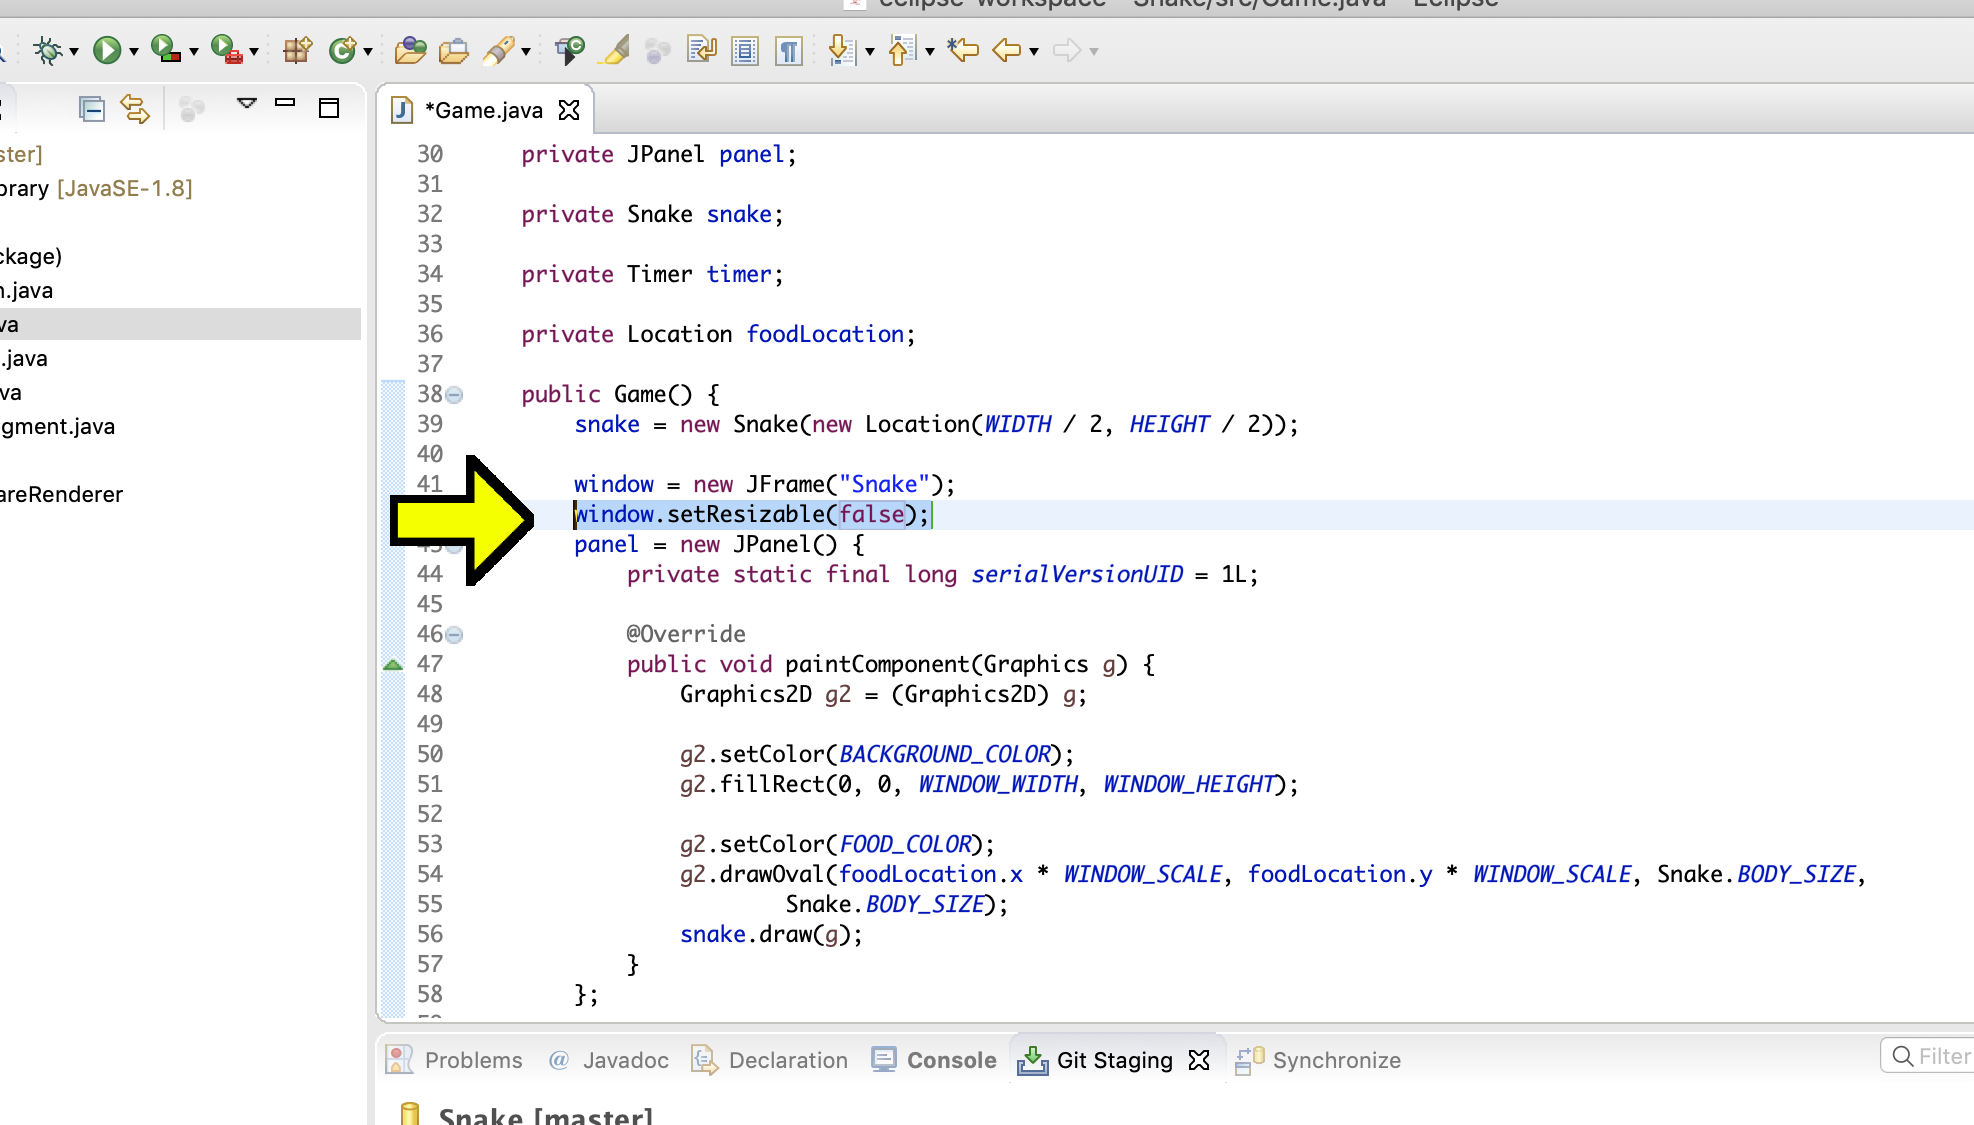 eclipse-workspace - Snake/src/Game.java - Eclipse
*Game.java
ster]
brary [JavaSE-1.8]
ckage)
.java
va
.java
va
gment.java
areRenderer
30 private JPanel panel;
31
32 private Snake snake;
33
34 private Timer timer;
35
36 private Location foodLocation;
37
38 public Game() {
39 snake = new Snake(new Location(WIDTH / 2, HEIGHT / 2));
40
41 window = new JFrame("Snake");
window.setResizable(false);
43 panel = new JPanel() {
44 private static final long serialVersionUID = 1L;
45
46 @Override
47 public void paintComponent(Graphics g) {
48 Graphics2D g2 = (Graphics2D) g;
49
50 g2.setColor(BACKGROUND_COLOR);
51 g2.fillRect(0, 0, WINDOW_WIDTH, WINDOW_HEIGHT);
52
53 g2.setColor(FOOD_COLOR);
54 g2.drawOval(foodLocation.x * WINDOW_SCALE, foodLocation.y * WINDOW_SCALE, Snake.BODY_SIZE,
55 Snake.BODY_SIZE);
56 snake.draw(g);
57 }
58 };
Problems @ Javadoc Declaration Console Git Staging Synchronize
Filter
Snake [master]